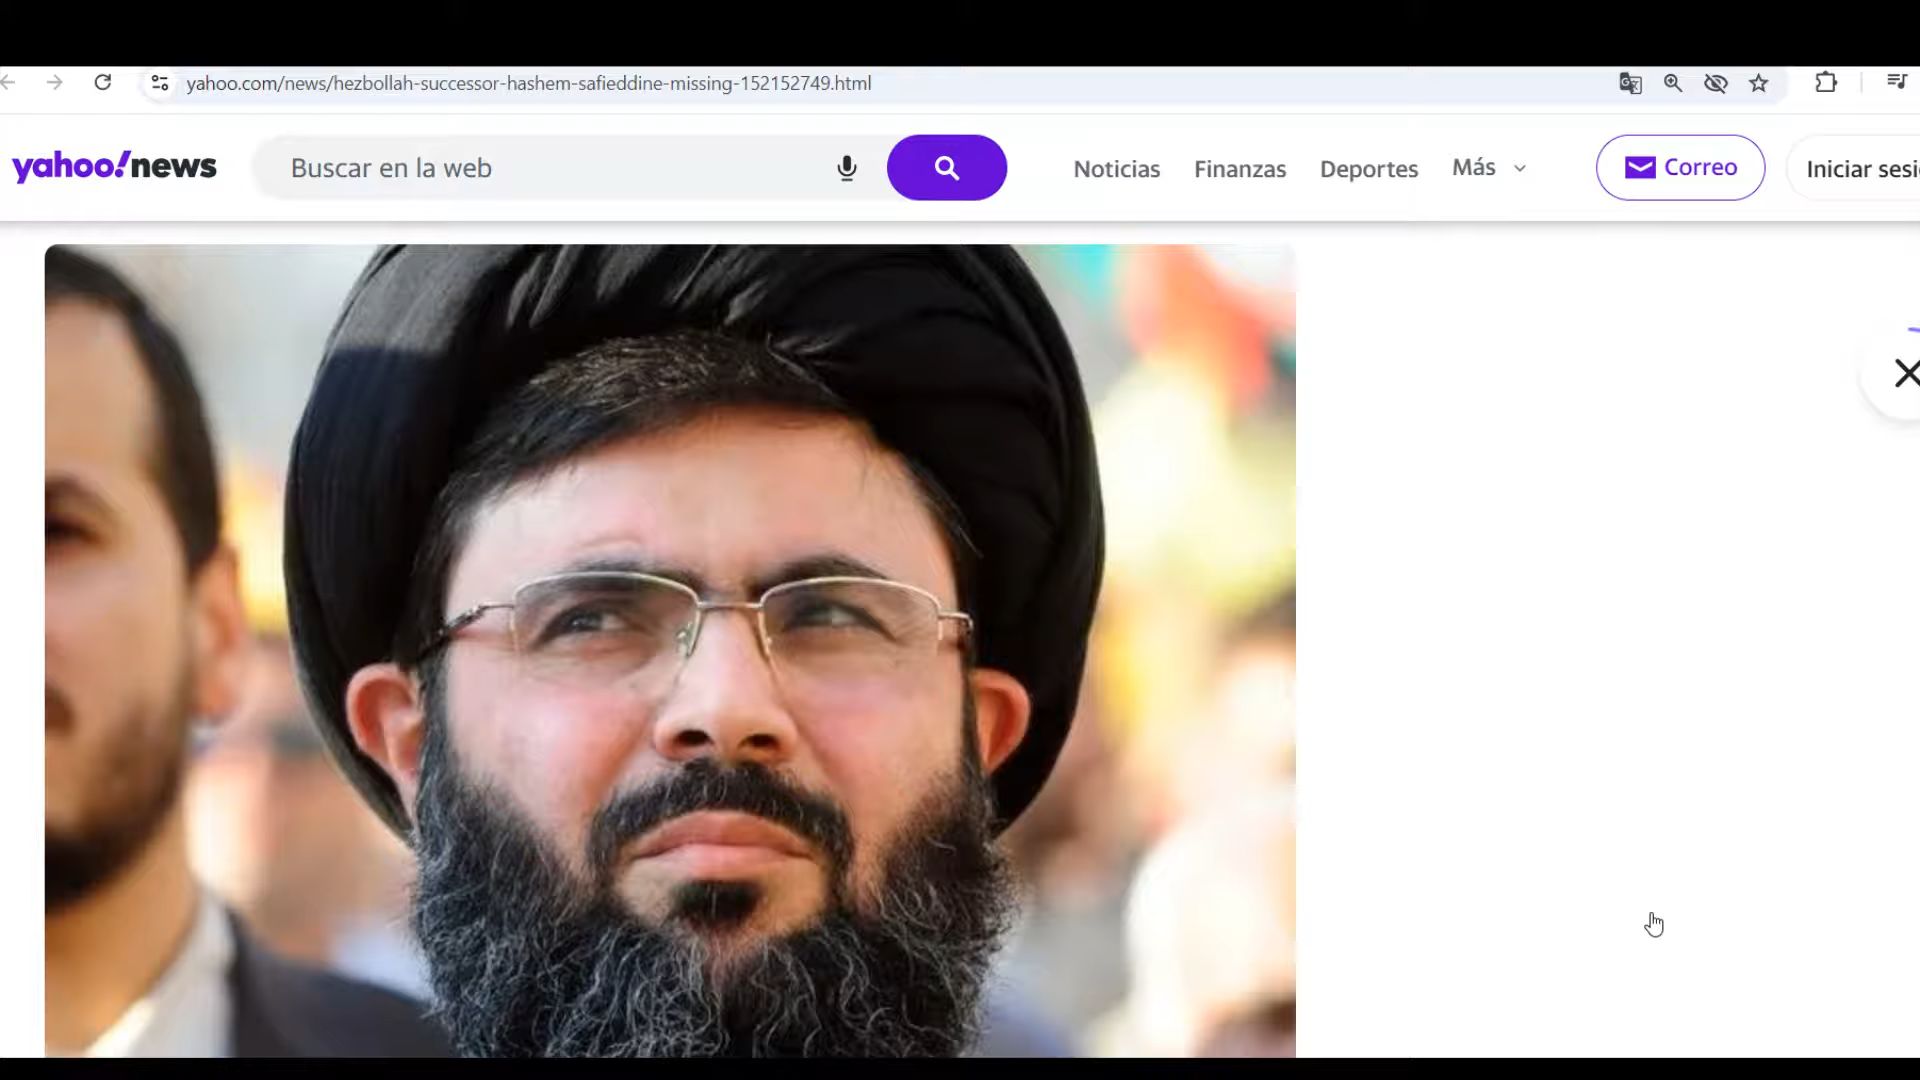 yahoo.com/news/hezbollah-successor-hashem-safieddine-missing-152152749.html
yahoo!news
Buscar en la web
Noticias
Finanzas
Deportes
Más
Correo
Iniciar sesi